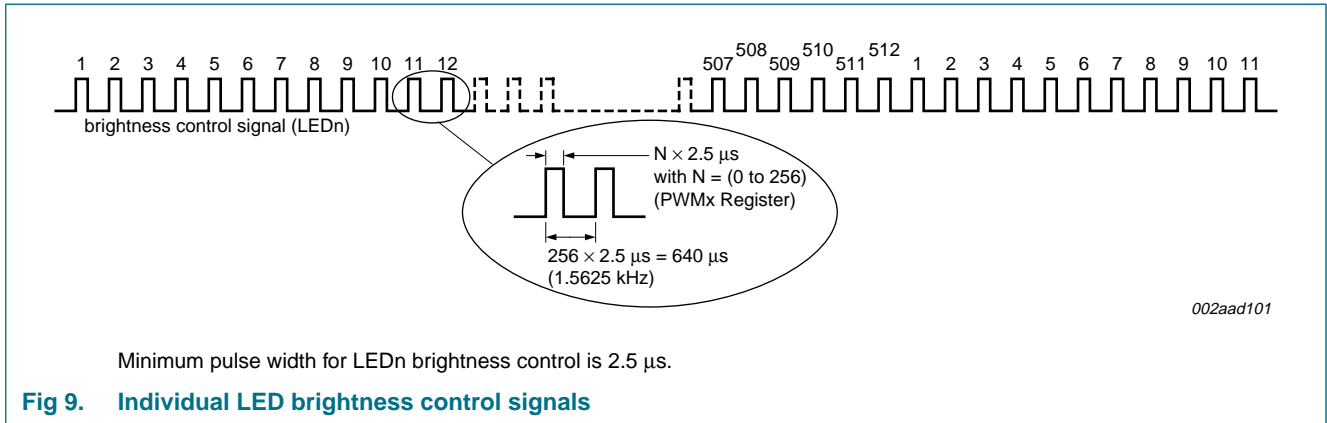 508 510 512
1 2 3 4 5 6 7 8 9 10 11 12 507 509 511 1 2 3 4 5 6 7 8 9 10 11
brightness control signal (LEDn)
N × 2.5 μs
with N = (0 to 256)
(PWMx Register)
256 × 2.5 μs = 640 μs
(1.5625 kHz)
002aad101
Minimum pulse width for LEDn brightness control is 2.5 μs.
Fig 9. Individual LED brightness control signals